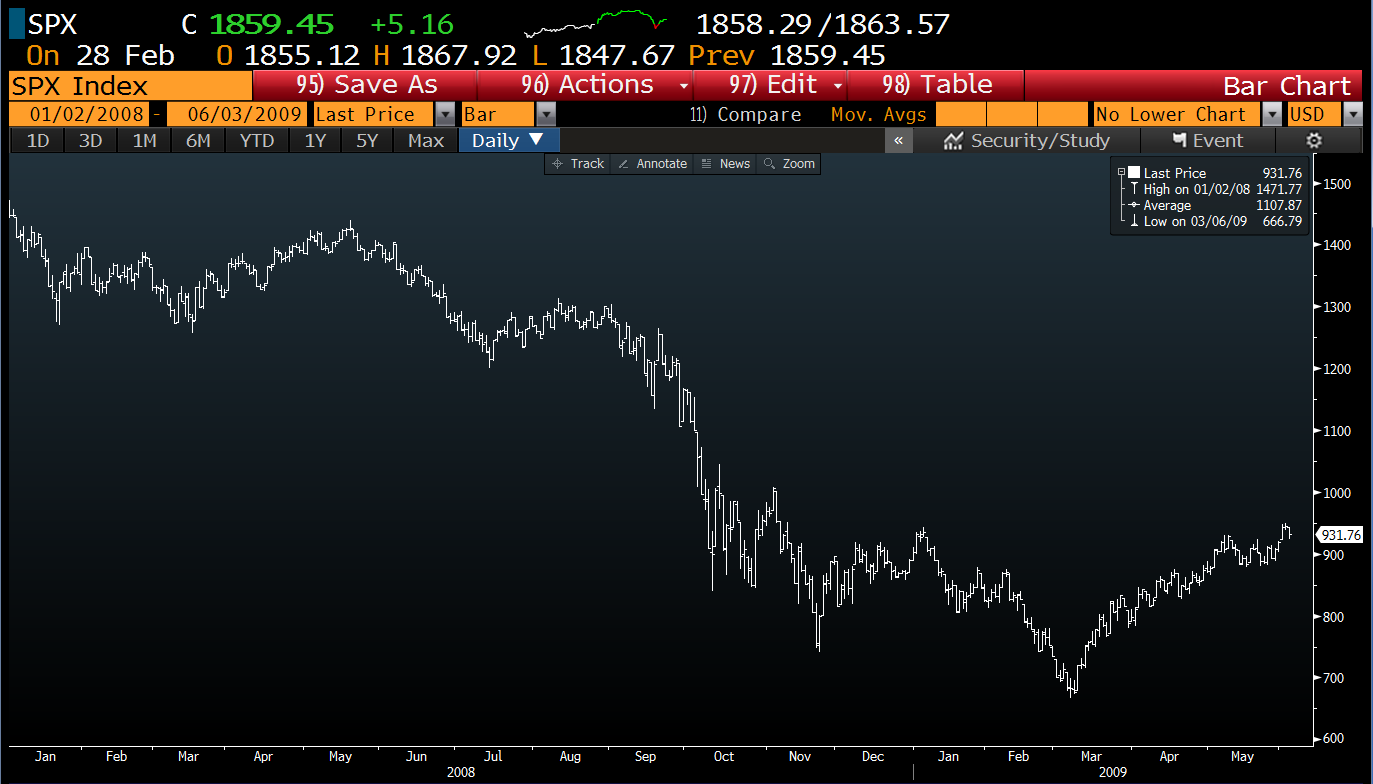 SPX C 1859.45 +5.16 1858.29/1863.57
On 28 Feb O 1855.12 H 1867.92 L 1847.67 Prev 1859.45
SPX Index 95) Save As 96) Actions 97) Edit 98) Table Bar Chart
01/02/2008 - 06/03/2009 Last Price Bar 11) Compare Mov. Avgs No Lower Chart USD
1D 3D 1M 6M YTD 1Y 5Y Max Daily ▼ « Security/Study Event
Track Annotate News Zoom
Last Price 931.76
High on 01/02/08 1471.77
Average 1107.87
Low on 03/06/09 666.79
1500
1400
1300
1200
1100
1000
931.76
900
800
700
600
Jan Feb Mar Apr May Jun Jul Aug Sep Oct Nov Dec Jan Feb Mar Apr May
2008 2009